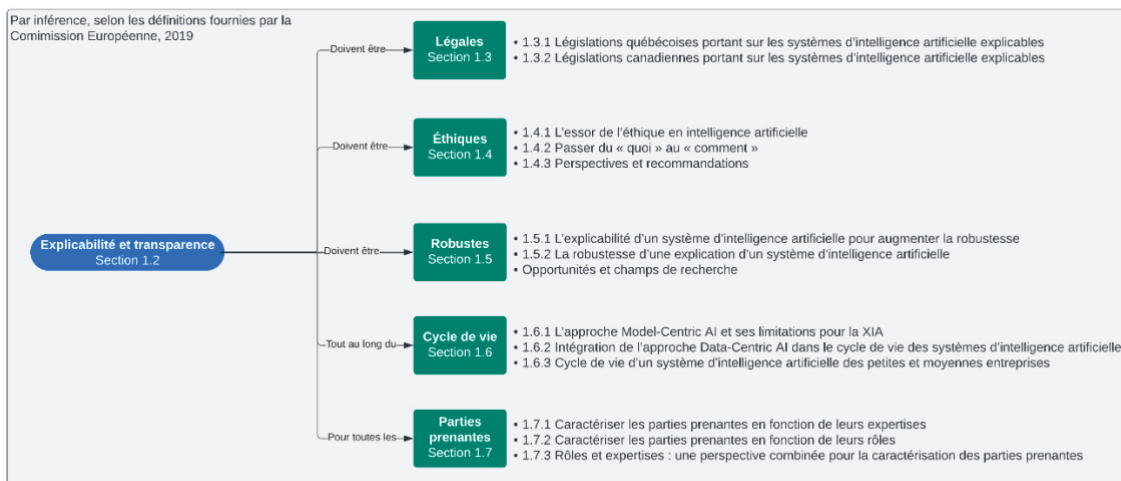 Par inférence, selon les définitions fournies par la
Comimission Européenne, 2019
Doivent être
Légales
Section 1.3
• 1.3.1 Législations québécoises portant sur les systèmes d'intelligence artificielle explicables
• 1.3.2 Législations canadiennes portant sur les systèmes d'intelligence artificielle explicables
Doivent être
Éthiques
Section 1.4
• 1.4.1 L'essor de l'éthique en intelligence artificielle
• 1.4.2 Passer du « quoi » au « comment »
• 1.4.3 Perspectives et recommandations
Explicabilité et transparence
Section 1.2
Doivent être
Robustes
Section 1.5
• 1.5.1 L'explicabilité d'un système d'intelligence artificielle pour augmenter la robustesse
• 1.5.2 La robustesse d'une explication d'un système d'intelligence artificielle
• Opportunités et champs de recherche
Tout au long du
Cycle de vie
Section 1.6
• 1.6.1 L'approche Model-Centric AI et ses limitations pour la XIA
• 1.6.2 Intégration de l'approche Data-Centric AI dans le cycle de vie des systèmes d'intelligence artificielle
• 1.6.3 Cycle de vie d'un système d'intelligence artificielle des petites et moyennes entreprises
Pour toutes les
Parties
prenantes
Section 1.7
• 1.7.1 Caractériser les parties prenantes en fonction de leurs expertises
• 1.7.2 Caractériser les parties prenantes en fonction de leurs rôles
• 1.7.3 Rôles et expertises : une perspective combinée pour la caractérisation des parties prenantes